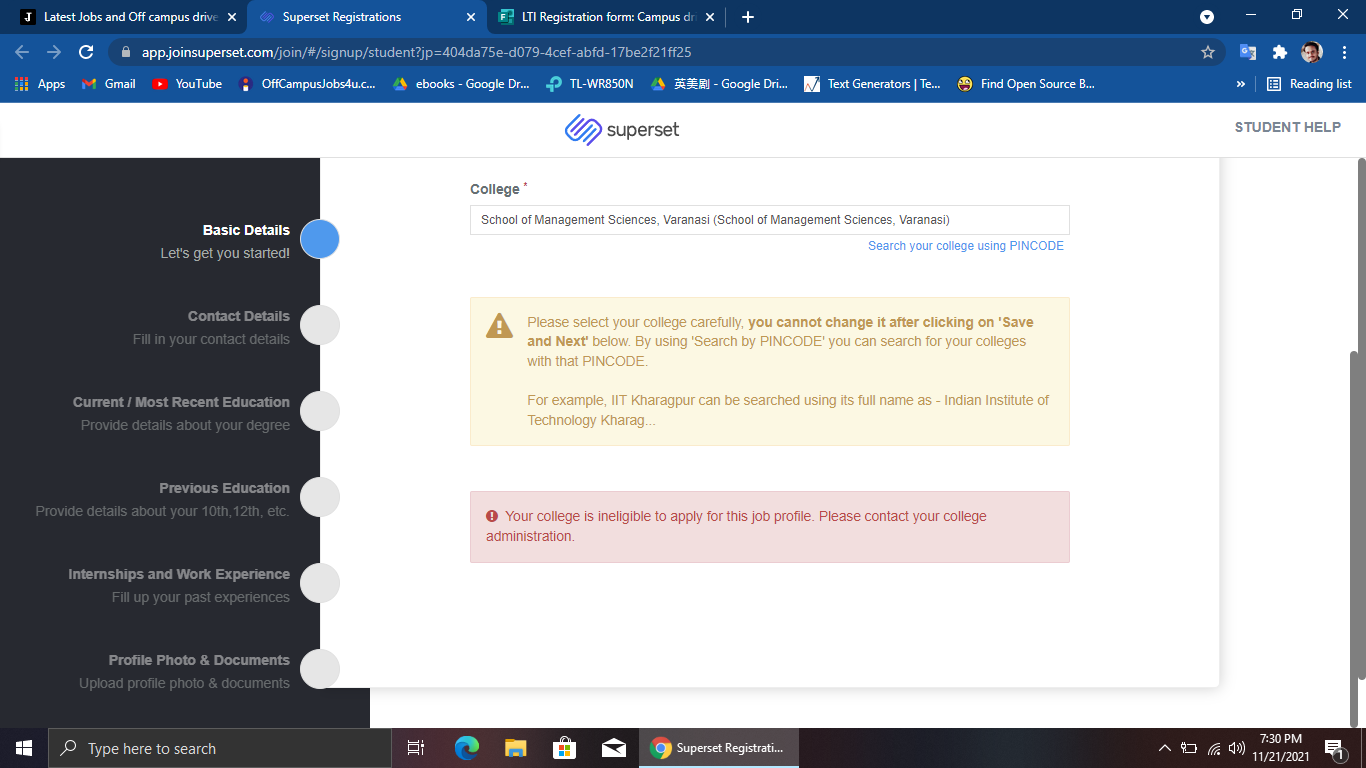 Latest Jobs and Off campus drive
Superset Registrations
LTI Registration form: Campus dri
app.joinsuperset.com/join/#/signup/student?jp=404da75e-d079-4cef-abfd-17be2f21ff25
Apps
Gmail
YouTube
OffCampusJobs4u.c...
ebooks - Google Dr...
TL-WR850N
英美剧 - Google Dri...
Text Generators | Te...
Find Open Source B...
»
Reading list
superset
STUDENT HELP
College *
School of Management Sciences, Varanasi (School of Management Sciences, Varanasi)
Search your college using PINCODE
Basic Details
Let's get you started!
Contact Details
Fill in your contact details
Current / Most Recent Education
Provide details about your degree
Previous Education
Provide details about your 10th,12th, etc.
Internships and Work Experience
Fill up your past experiences
Profile Photo & Documents
Upload profile photo & documents
Please select your college carefully, you cannot change it after clicking on 'Save
and Next' below. By using 'Search by PINCODE' you can search for your colleges
with that PINCODE.
For example, IIT Kharagpur can be searched using its full name as - Indian Institute of
Technology Kharag...
Your college is ineligible to apply for this job profile. Please contact your college
administration.
Type here to search
Superset Registrati...
7:30 PM
11/21/2021
1